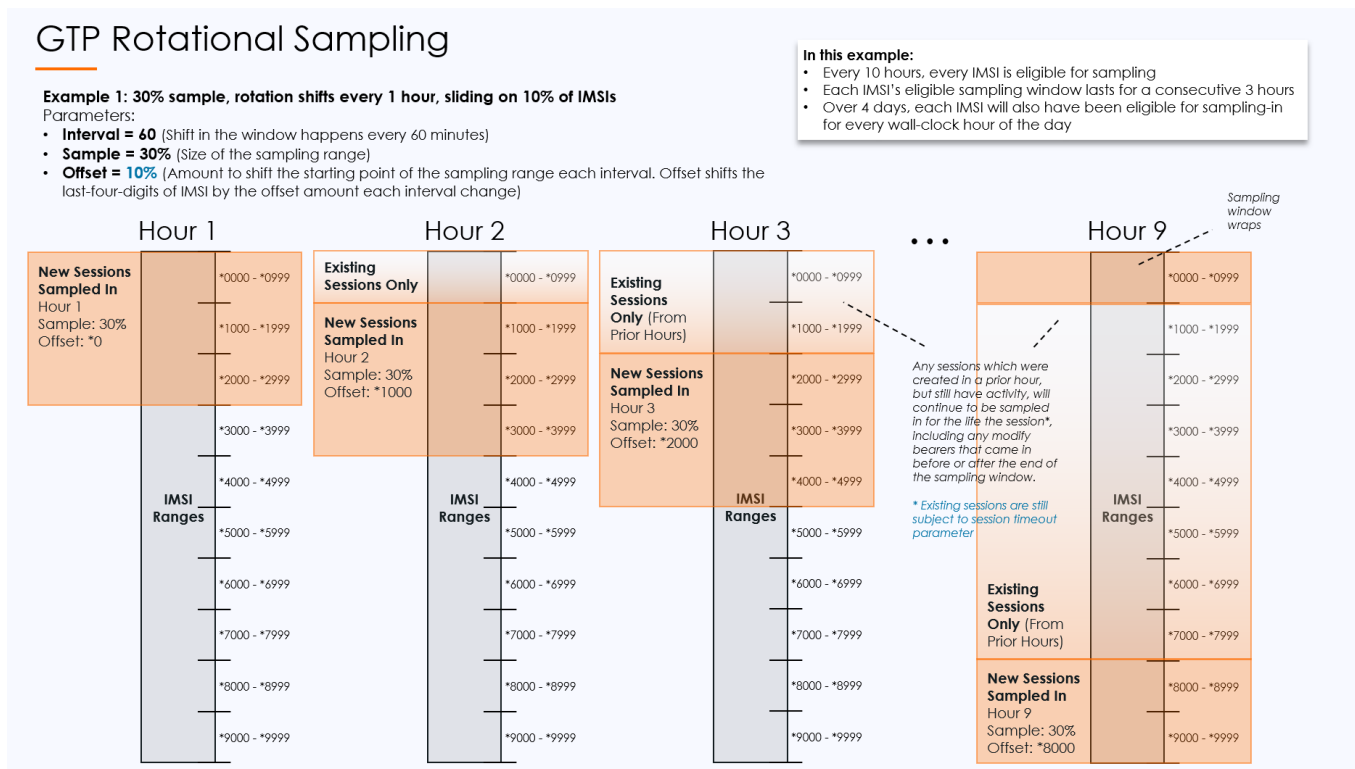 GTP Rotational Sampling
In this example:
• Every 10 hours, every IMSI is eligible for sampling
• Each IMSI's eligible sampling window lasts for a consecutive 3 hours
• Over 4 days, each IMSI will also have been eligible for sampling-in
for every wall-clock hour of the day
Example 1: 30% sample, rotation shifts every 1 hour, sliding on 10% of IMSIs
Parameters:
• Interval = 60 (Shift in the window happens every 60 minutes)
• Sample = 30% (Size of the sampling range)
• Offset = 10% (Amount to shift the starting point of the sampling range each interval. Offset shifts the
last-four-digits of IMSI by the offset amount each interval change)
Hour 1
New Sessions
Sampled In
Hour 1
Sample: 30%
Offset: *0
IMSI
Ranges
*0000 - *0999
*1000 - *1999
*2000 - *2999
*3000 - *3999
*4000 - *4999
*5000 - *5999
*6000 - *6999
*7000 - *7999
*8000 - *8999
*9000 - *9999
Hour 2
Existing
Sessions Only
New Sessions
Sampled In
Hour 2
Sample: 30%
Offset: *1000
IMSI
Ranges
*0000 - *0999
*1000 - *1999
*2000 - *2999
*3000 - *3999
*4000 - *4999
*5000 - *5999
*6000 - *6999
*7000 - *7999
*8000 - *8999
*9000 - *9999
Hour 3
Existing
Sessions
Only (From
Prior Hours)
New Sessions
Sampled In
Hour 3
Sample: 30%
Offset: *2000
IMSI
Ranges
*0000 - *0999
*1000 - *1999
*2000 - *2999
*3000 - *3999
*4000 - *4999
*5000 - *5999
*6000 - *6999
*7000 - *7999
*8000 - *8999
*9000 - *9999
...
Any sessions which were
created in a prior hour,
but still have activity, will
continue to be sampled
in for the life the session*,
including any modify
bearers that came in
before or after the end of
the sampling window.
* Existing sessions are still
subject to session timeout
parameter
Hour 9
Sampling
window
wraps
Existing
Sessions
Only (From
Prior Hours)
New Sessions
Sampled In
Hour 9
Sample: 30%
Offset: *8000
IMSI
Ranges
*0000 - *0999
*1000 - *1999
*2000 - *2999
*3000 - *3999
*4000 - *4999
*5000 - *5999
*6000 - *6999
*7000 - *7999
*8000 - *8999
*9000 - *9999